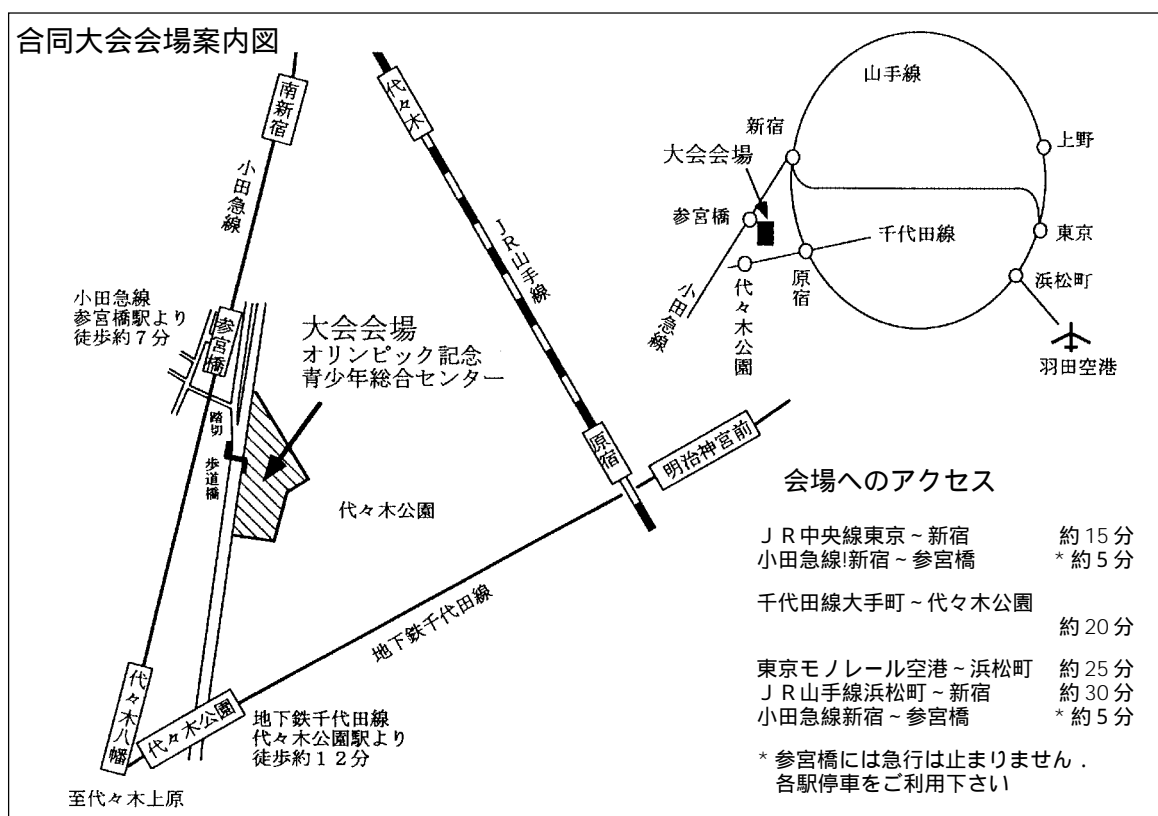 合同大会会場案内図
南新宿
小田急線
代々木
JR山手線
小田急線
参宮橋駅より
徒歩約7分
参宮橋
大会会場
オリンピック記念
青少年総合センター
踏切
歩道橋
代々木公園
原宿
明治神宮前
地下鉄千代田線
代々木八幡
代々木公園
地下鉄千代田線
代々木公園駅より
徒歩約12分
至代々木上原
山手線
新宿
上野
大会会場
参宮橋
千代田線
東京
浜松町
原宿
代々木公園
小田急線
羽田空港
会場へのアクセス
JR中央線東京~新宿 約15分
小田急線!新宿~参宮橋 *約5分
千代田線大手町~代々木公園
約20分
東京モノレール空港~浜松町 約25分
JR山手線浜松町~新宿 約30分
小田急線新宿~参宮橋 *約5分
*参宮橋には急行は止まりません.
各駅停車をご利用下さい